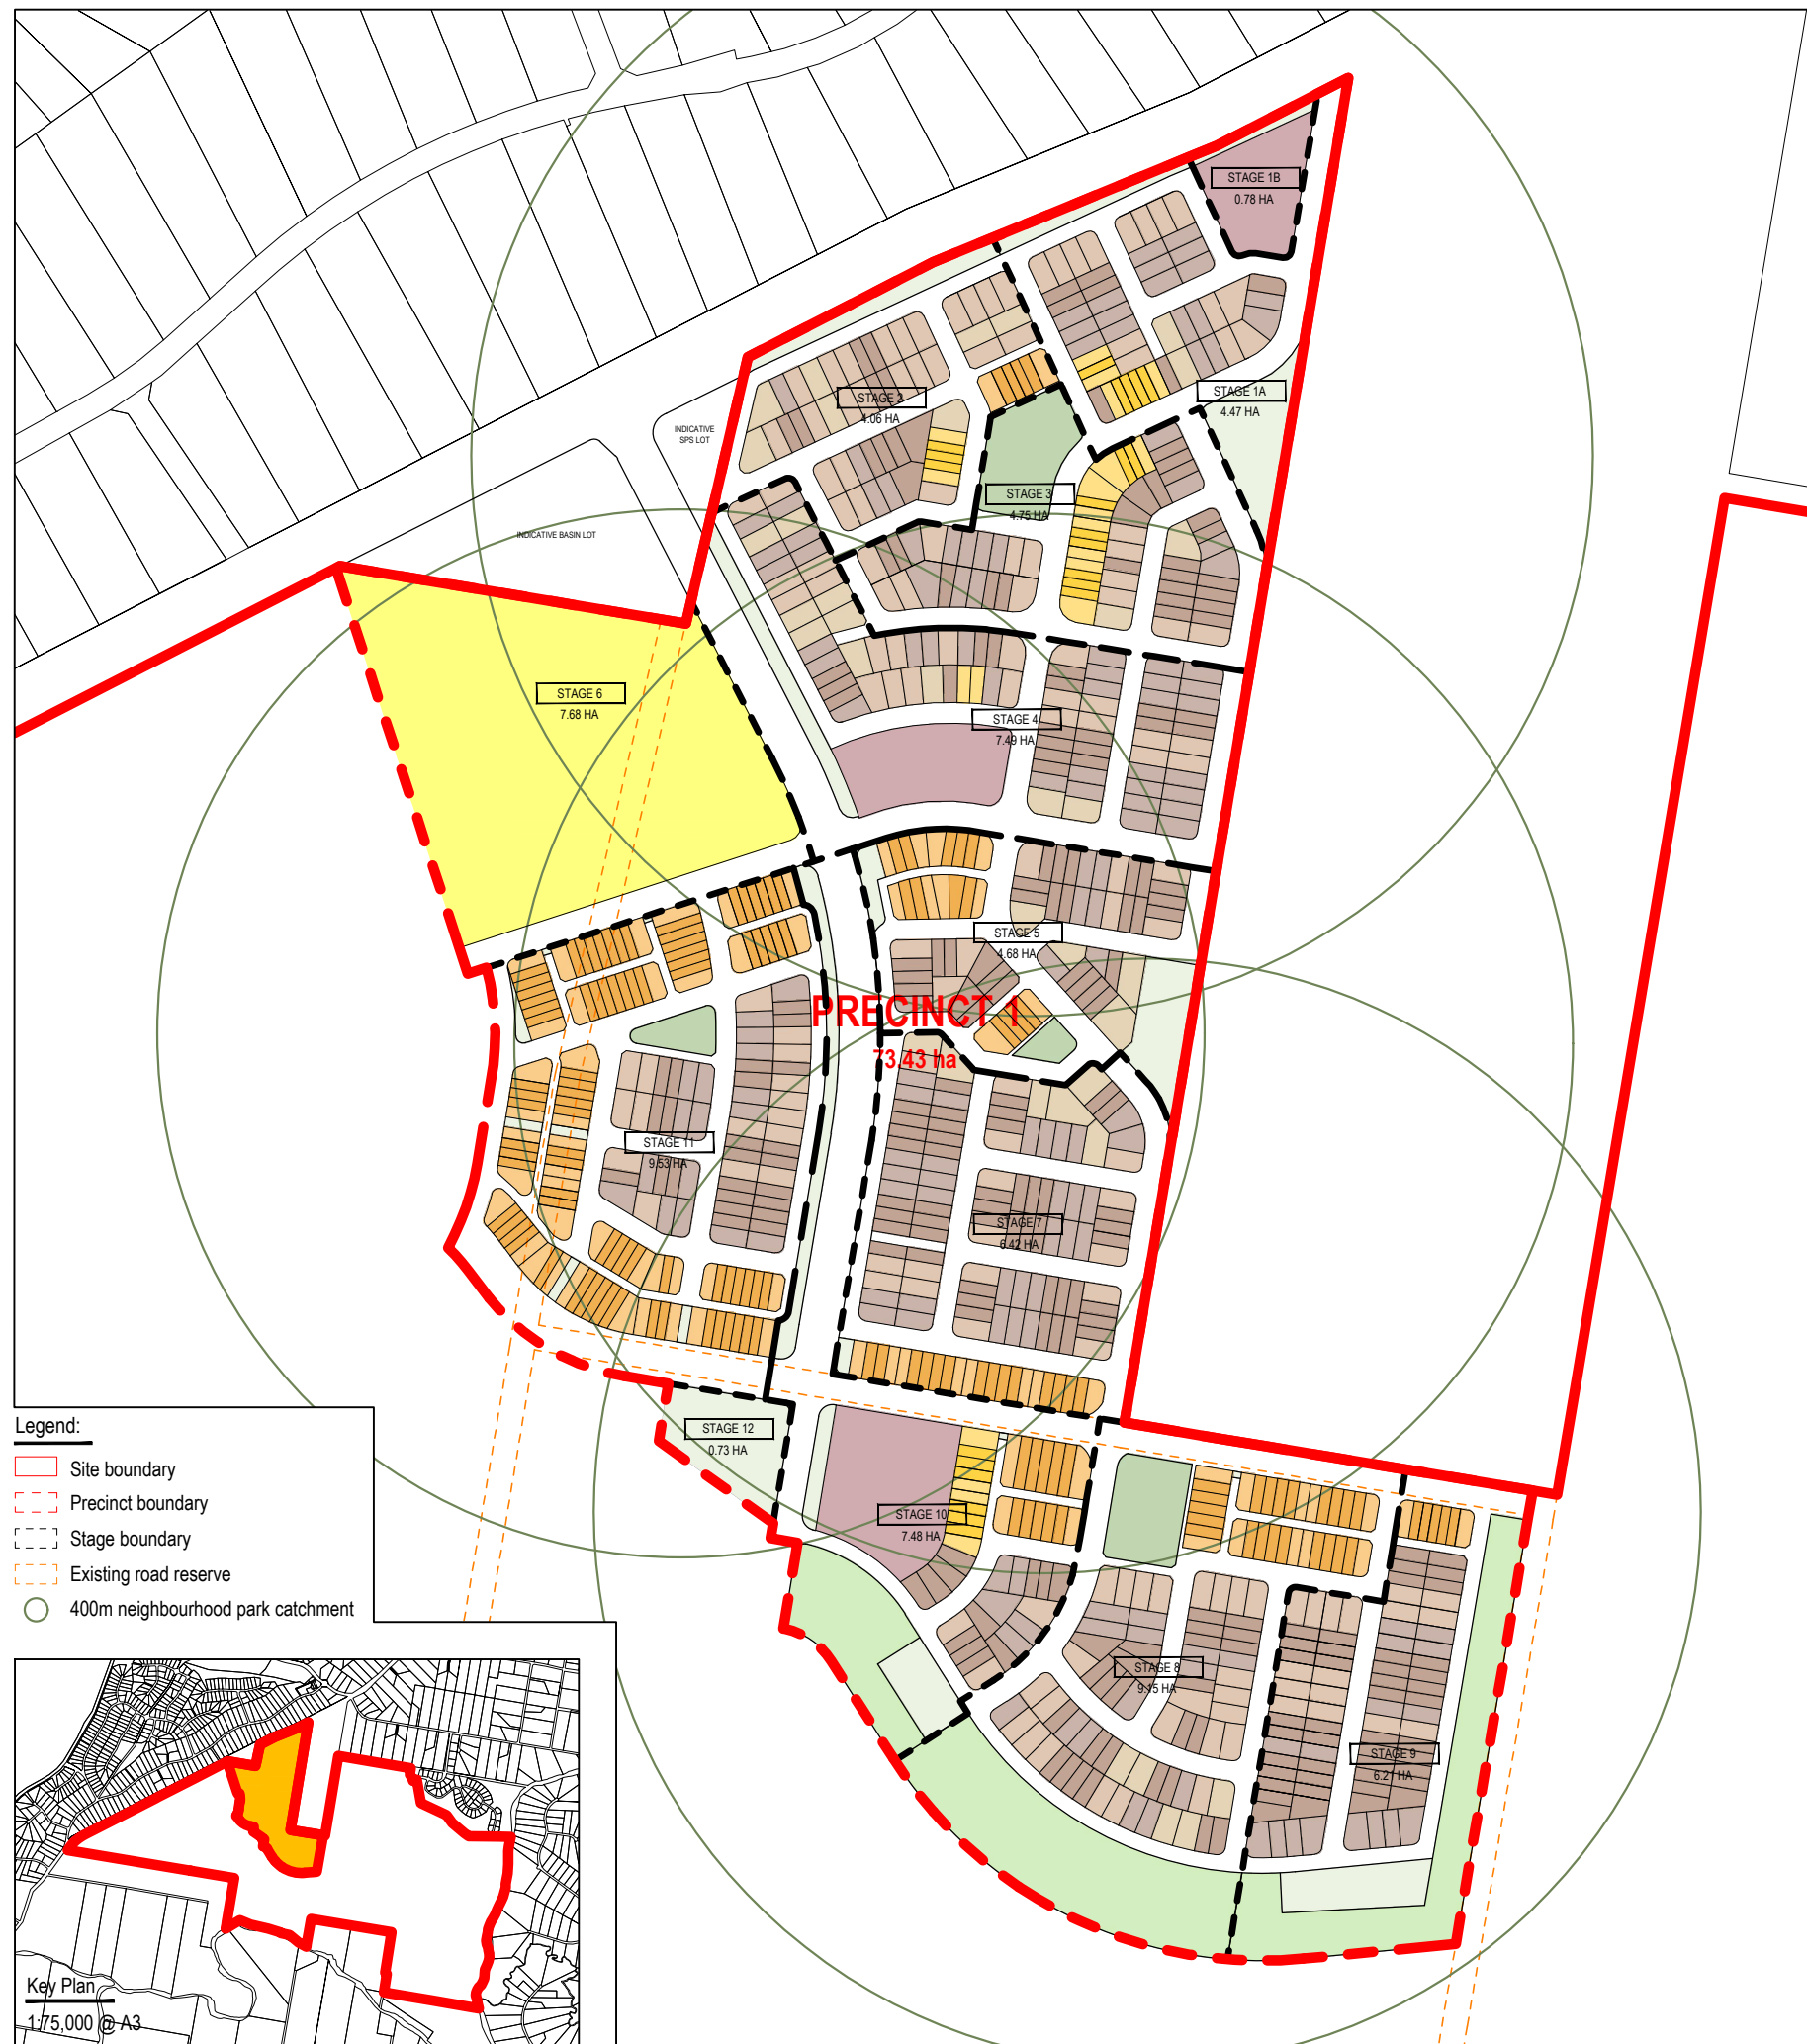 STAGE 1B
0.78 HA
STAGE 1A
4.47 HA
STAGE 2
4.06 HA
INDICATIVE
SPS LOT
STAGE 3
4.75 HA
INDICATIVE BASIN LOT
STAGE 6
7.68 HA
STAGE 4
7.49 HA
STAGE 5
4.68 HA
PRECINCT 1
73.43 ha
STAGE 11
9.53 HA
STAGE 7
6.42 HA
STAGE 12
0.73 HA
STAGE 10
7.48 HA
STAGE 8
9.15 HA
STAGE 9
6.21 HA
Legend:
Site boundary
Precinct boundary
Stage boundary
Existing road reserve
400m neighbourhood park catchment
Key Plan
1:75,000 @ A3